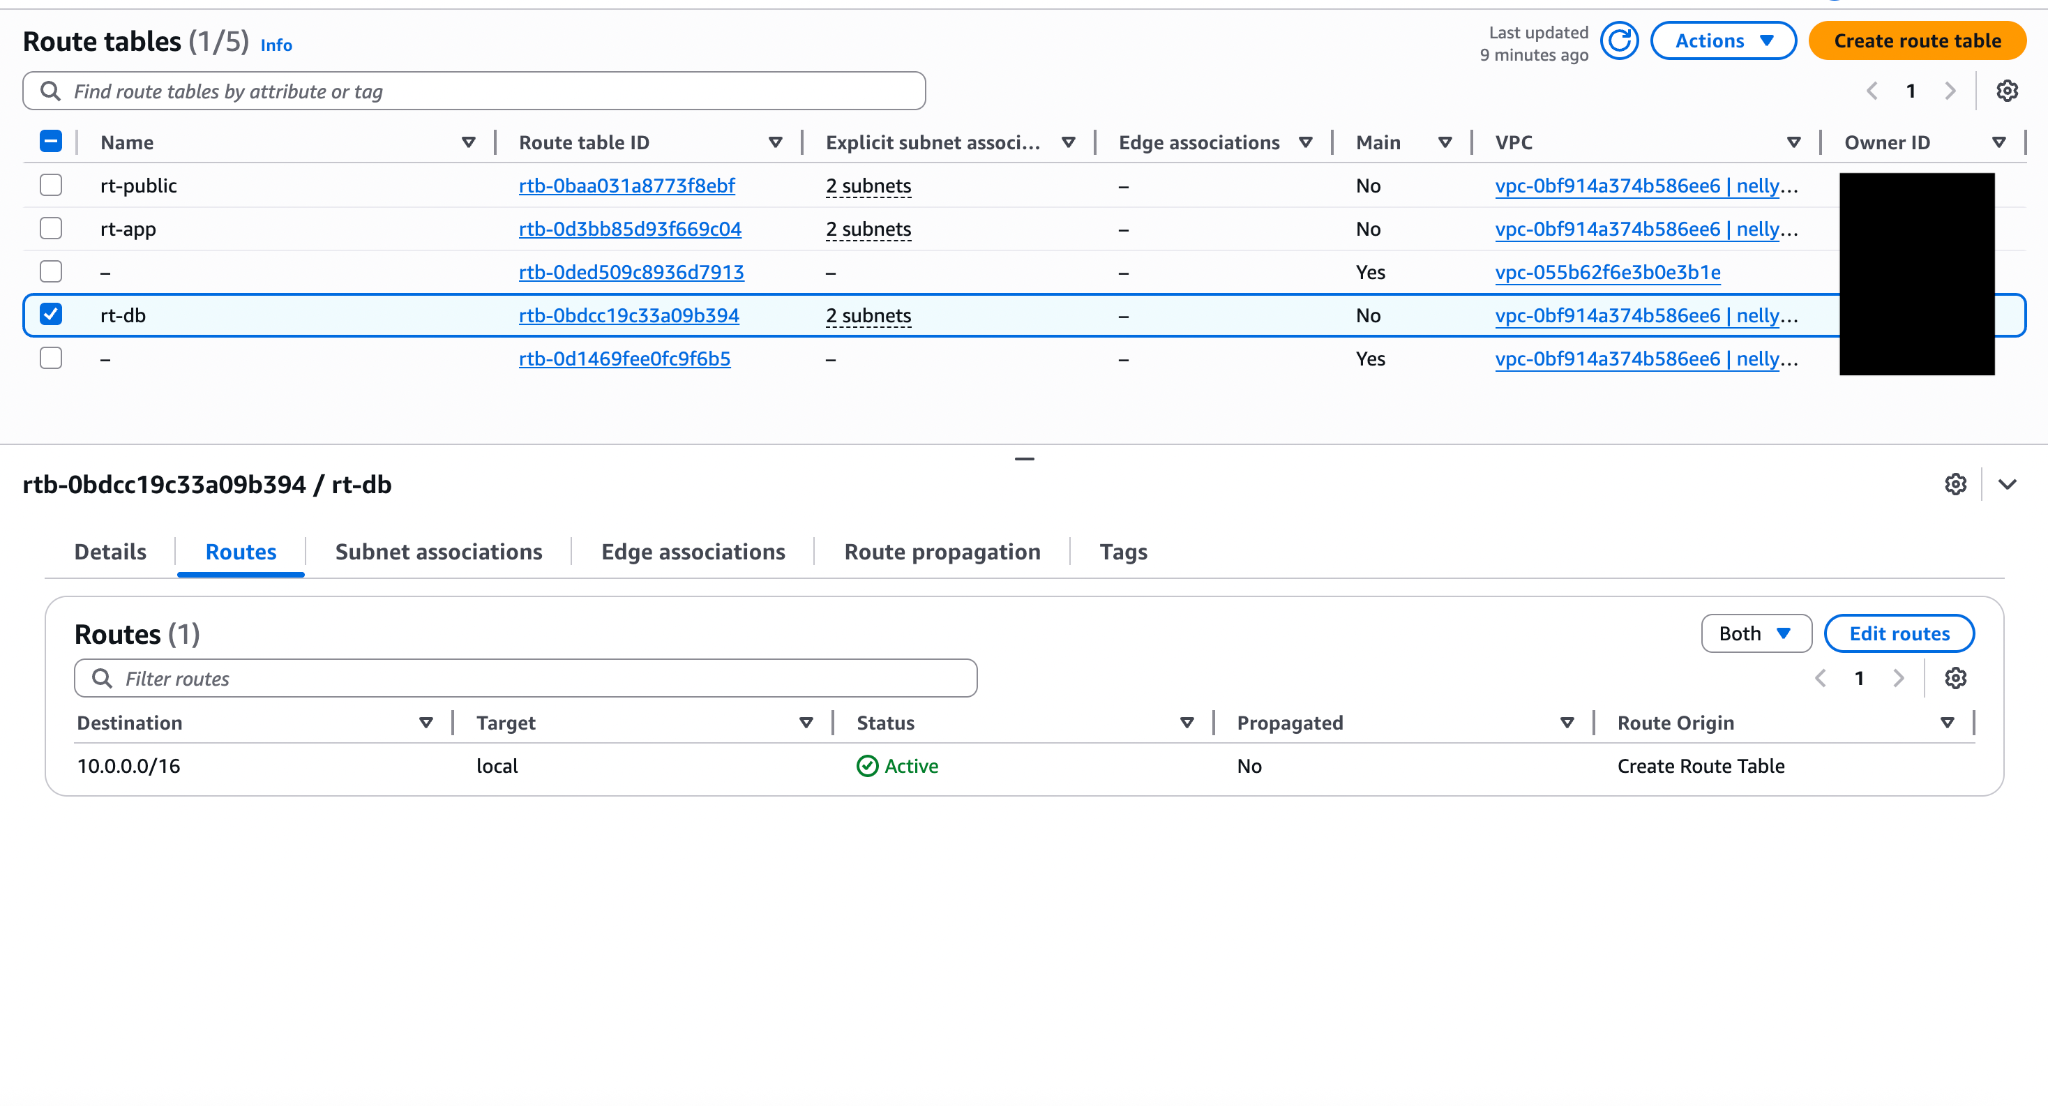 Route tables (1/5) Info
Last updated
9 minutes ago
Actions
Create route table
Find route tables by attribute or tag
1
Name Route table ID Explicit subnet associ... Edge associations Main VPC Owner ID
rt-public rtb-0baa031a8773f8ebf 2 subnets – No vpc-0bf914a374b586ee6 | nelly...
rt-app rtb-0d3bb85d93f669c04 2 subnets – No vpc-0bf914a374b586ee6 | nelly...
– rtb-0ded509c8936d7913 – – Yes vpc-055b62f6e3b0e3b1e
rt-db rtb-0bdcc19c33a09b394 2 subnets – No vpc-0bf914a374b586ee6 | nelly...
– rtb-0d1469fee0fc9f6b5 – – Yes vpc-0bf914a374b586ee6 | nelly...
rtb-0bdcc19c33a09b394 / rt-db
Details Routes Subnet associations Edge associations Route propagation Tags
Routes (1)
Both
Edit routes
Filter routes
1
Destination Target Status Propagated Route Origin
10.0.0.0/16 local Active No Create Route Table